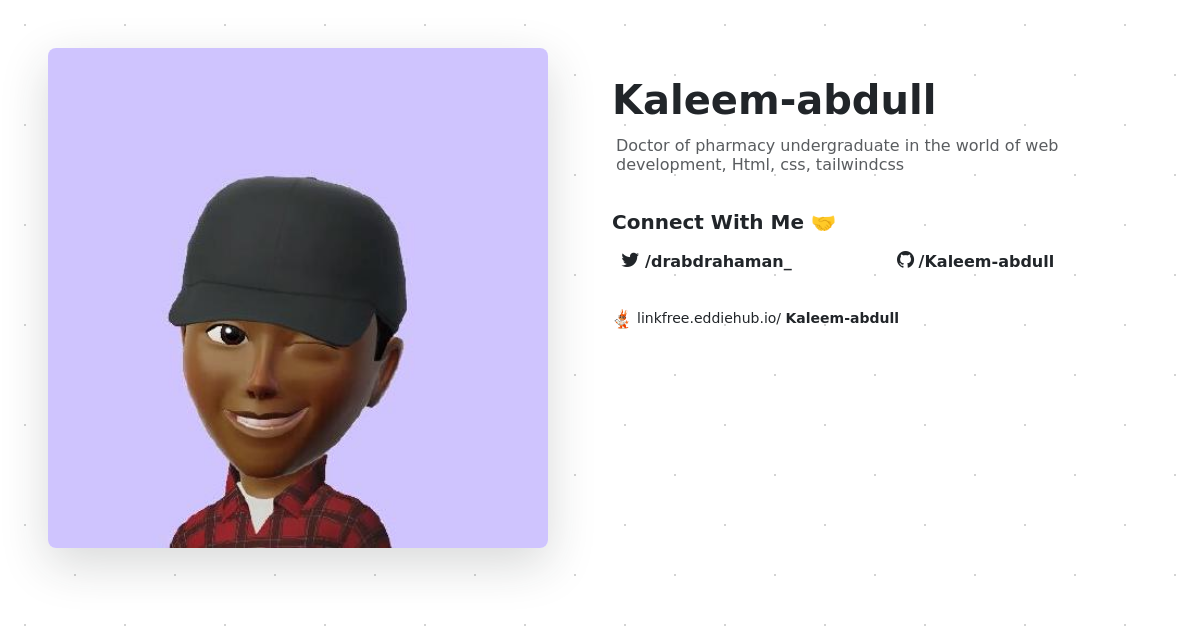 Kaleem-abdull
Doctor of pharmacy undergraduate in the world of web
development, Html, css, tailwindcss
Connect With Me 🤝
/drabdrahaman_ /Kaleem-abdull
linkfree.eddiehub.io/ Kaleem-abdull